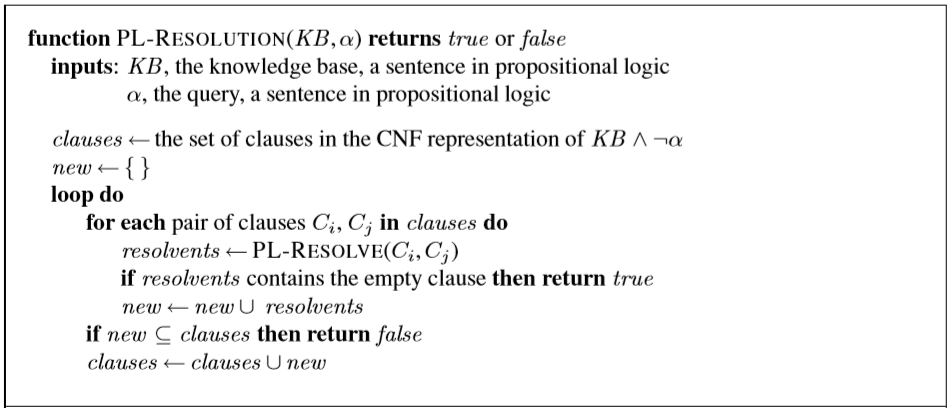 function PL-RESOLUTION(KB, α) returns true or false
inputs: KB, the knowledge base, a sentence in propositional logic
α, the query, a sentence in propositional logic
clauses ← the set of clauses in the CNF representation of KB ∧ ¬α
new ← { }
loop do
for each pair of clauses Ci, Cj in clauses do
resolvents ← PL-RESOLVE(Ci, Cj)
if resolvents contains the empty clause then return true
new ← new ∪ resolvents
if new ⊆ clauses then return false
clauses ← clauses ∪ new